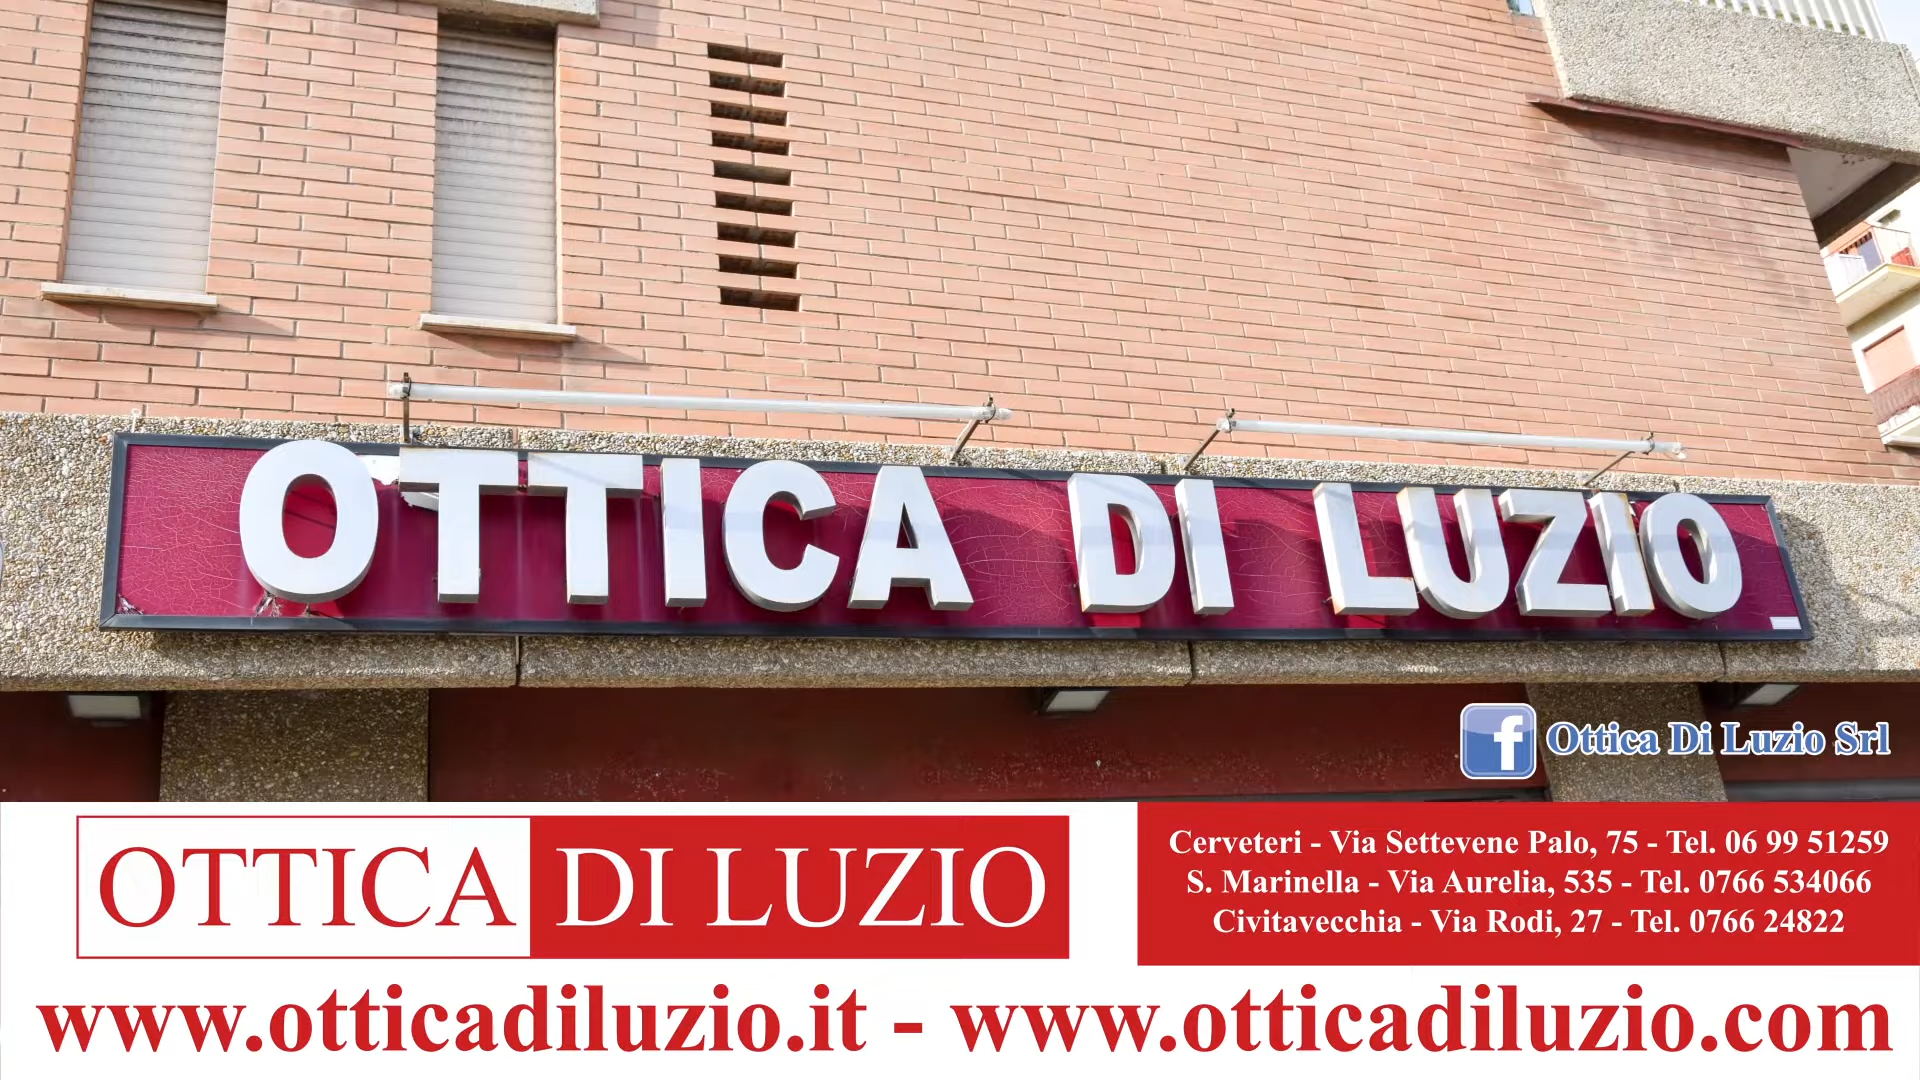 OTTICA DI LUZIO
f Ottica Di Luzio Srl
OTTICA DI LUZIO
Cerveteri - Via Settevene Palo, 75 - Tel. 06 99 51259
S. Marinella - Via Aurelia, 535 - Tel. 0766 534066
Civitavecchia - Via Rodi, 27 - Tel. 0766 24822
www.otticadiluzio.it - www.otticadiluzio.com